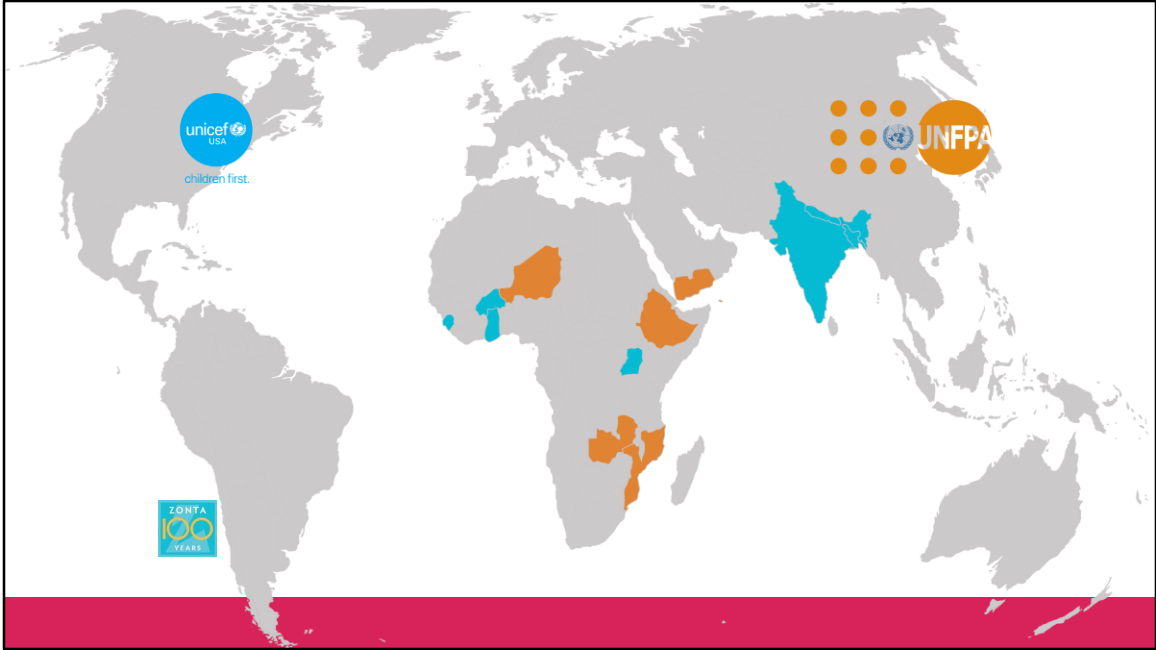 unicef
USA
children first.
UNFPA
ZONTA
100
YEARS